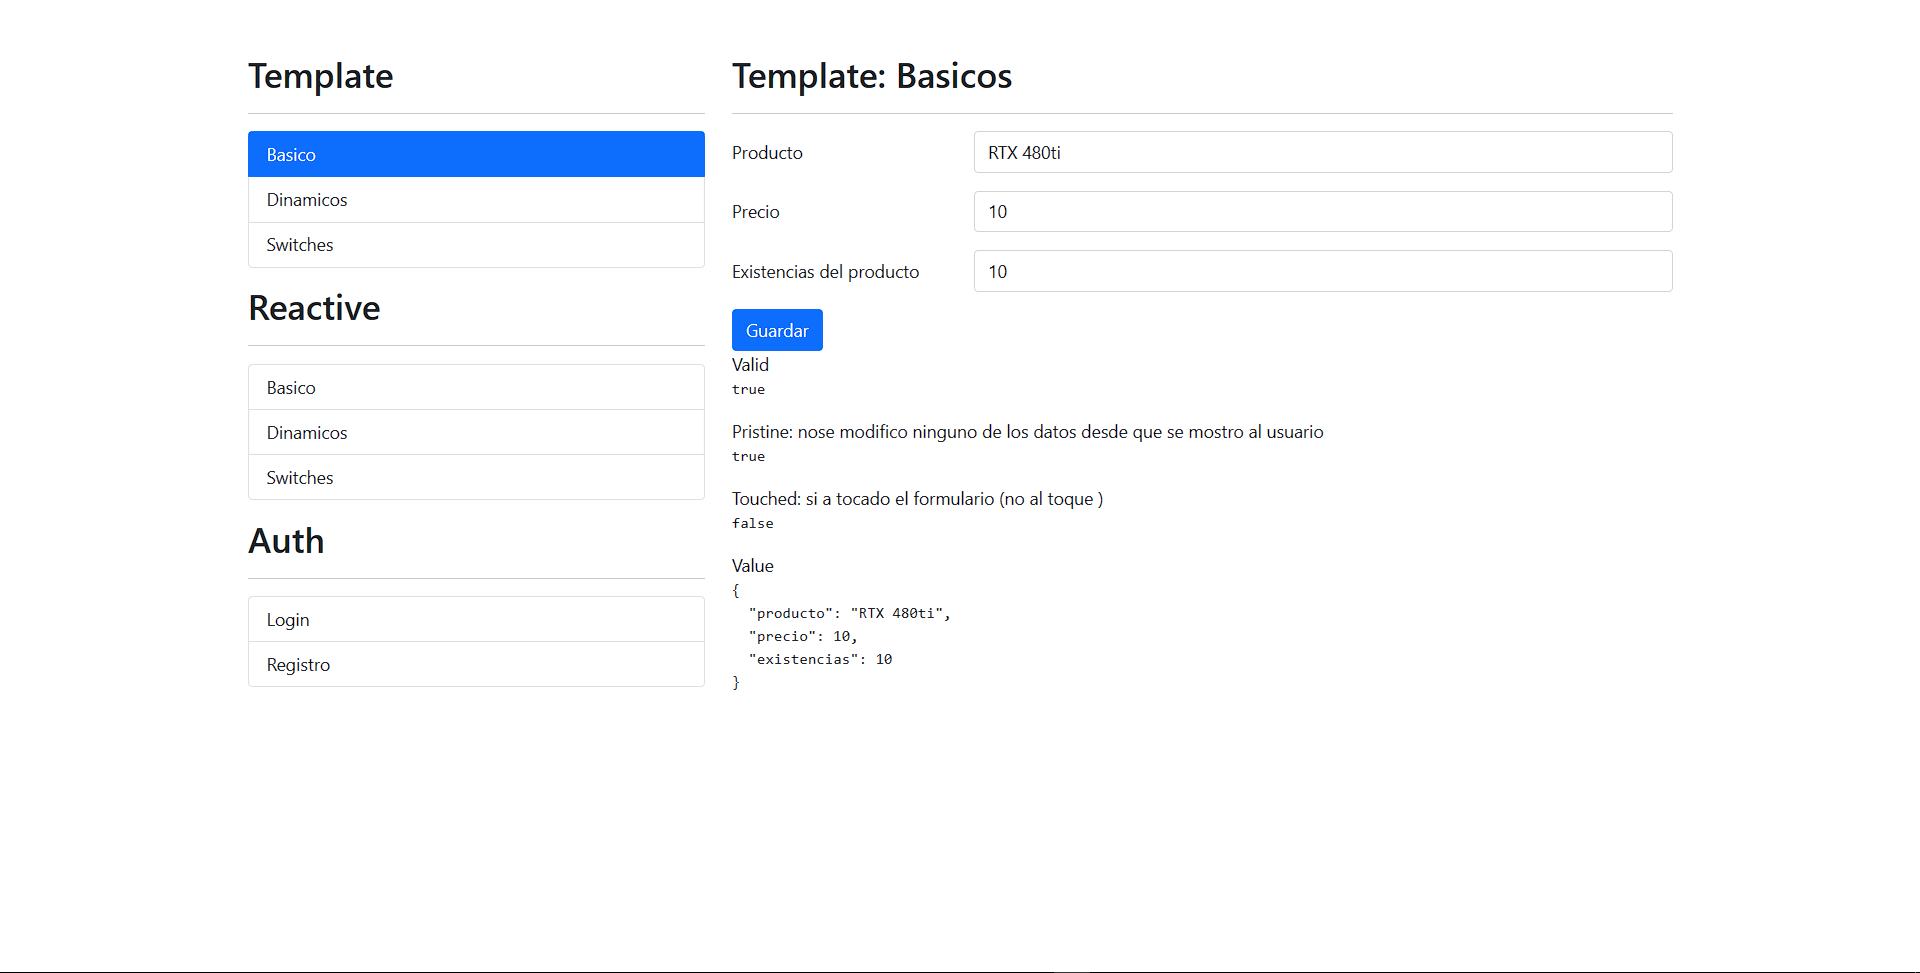 Template
Basico
Dinamicos
Switches
Reactive
Basico
Dinamicos
Switches
Auth
Login
Registro
Template: Basicos
Producto RTX 480ti
Precio 10
Existencias del producto 10
Guardar
Valid
true
Pristine: nose modifico ninguno de los datos desde que se mostro al usuario
true
Touched: si a tocado el formulario (no al toque )
false
Value
{
  "producto": "RTX 480ti",
  "precio": 10,
  "existencias": 10
}